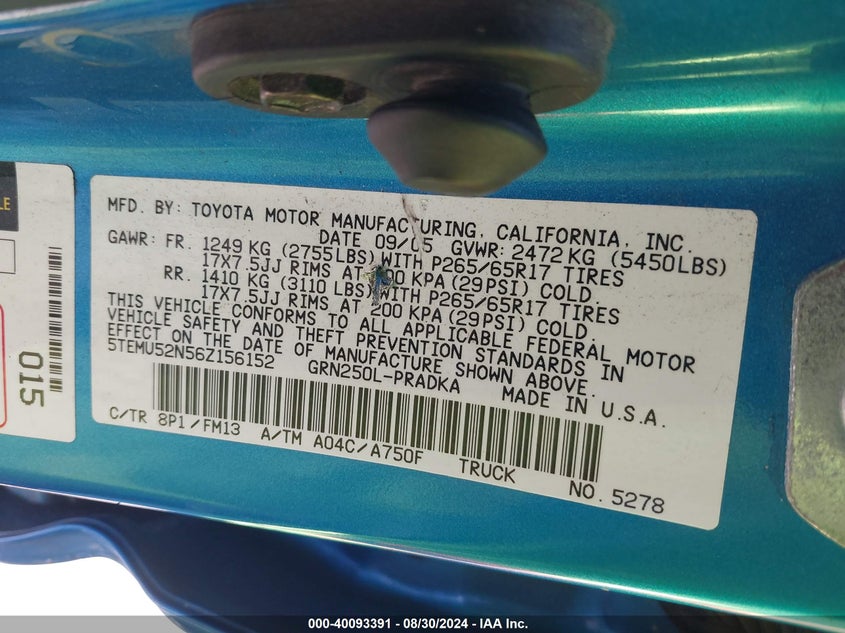 MFD. BY: TOYOTA MOTOR MANUFACTURING, CALIFORNIA, INC.
DATE 09/05 GVWR: 2472 KG (5450LBS)
GAWR: FR. 1249 KG (2755LBS) WITH P265/65R17 TIRES
17X7.5JJ RIMS AT 200 KPA (29PSI) COLD.
RR. 1410 KG (3110 LBS) WITH P265/65R17 TIRES
17X7.5JJ RIMS AT 200 KPA (29PSI) COLD.
THIS VEHICLE CONFORMS TO ALL APPLICABLE FEDERAL MOTOR
VEHICLE SAFETY AND THEFT PREVENTION STANDARDS IN
EFFECT ON THE DATE OF MANUFACTURE SHOWN ABOVE.
5TEMU52N56Z156152 GRN250L-PRADKA MADE IN U.S.A.
C/TR 8P1/FM13 A/TM A04C/A750F TRUCK NO. 5278
015
000-40093391 - 08/30/2024 - IAA Inc.